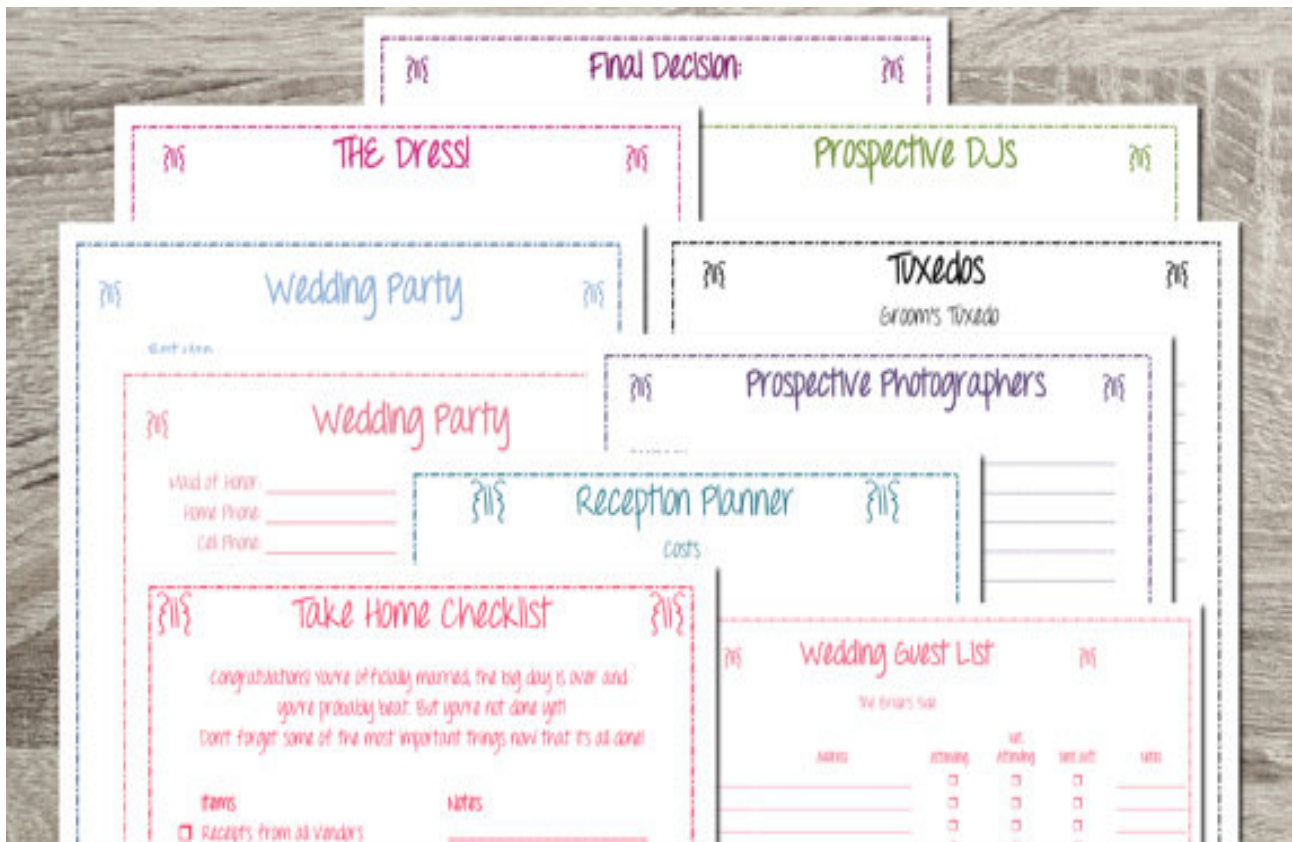 Final Decision:
THE Dress!
Prospective DJs
Wedding Party
Tuxedos
Groom's Tuxedo
Wedding Party
Maid of Honor:
Home Phone:
Cell Phone:
Prospective Photographers
Reception Planner
Costs
Take Home Checklist
Congratulations! You're officially married, the big day is over and
you're probably beat. But you're not done yet!
Don't forget some of the most important things now that it's all done!
Items
Notes
Receipts from all Vendors
Wedding Guest List
The Bride's Side
Address
Attending
Not
Attending
Sent Gift
Notes